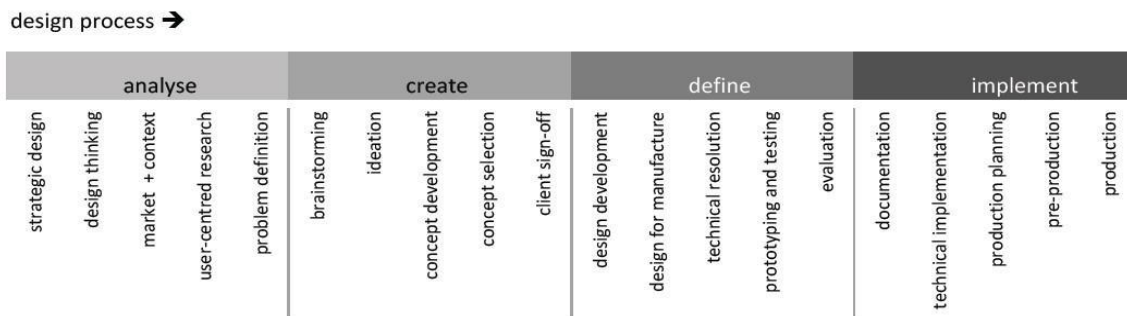 design process ➔
analyse
create
define
implement
strategic design
design thinking
market + context
user-centred research
problem definition
brainstorming
ideation
concept development
concept selection
client sign-off
design development
design for manufacture
technical resolution
prototyping and testing
evaluation
documentation
technical implementation
production planning
pre-production
production